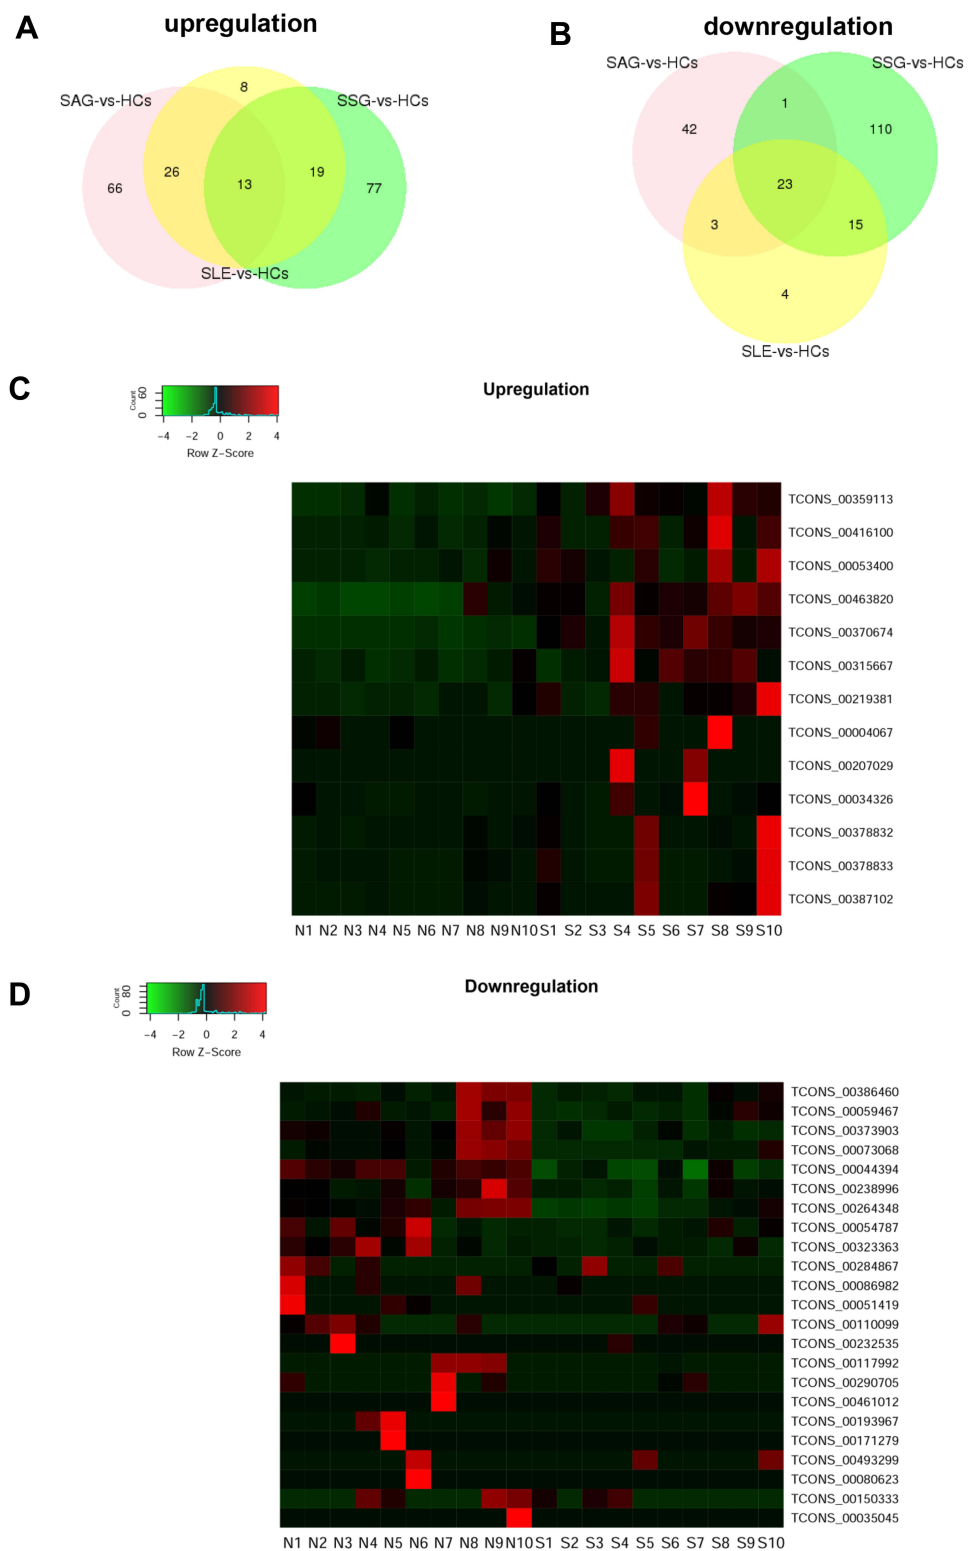 A
upregulation
B
downregulation
SAG-vs-HCs
SSG-vs-HCs
8
66
26
13
19
77
SLE-vs-HCs
SAG-vs-HCs
SSG-vs-HCs
1
42
110
23
3
15
4
SLE-vs-HCs
C
Upregulation
Count
0 60
−4 −2 0 2 4
Row Z−Score
TCONS_00359113
TCONS_00416100
TCONS_00053400
TCONS_00463820
TCONS_00370674
TCONS_00315667
TCONS_00219381
TCONS_00004067
TCONS_00207029
TCONS_00034326
TCONS_00378832
TCONS_00378833
TCONS_00387102
N1 N2 N3 N4 N5 N6 N7 N8 N9 N10 S1 S2 S3 S4 S5 S6 S7 S8 S9 S10
D
Downregulation
Count
0 80
−4 −2 0 2 4
Row Z−Score
TCONS_00386460
TCONS_00059467
TCONS_00373903
TCONS_00073068
TCONS_00044394
TCONS_00238996
TCONS_00264348
TCONS_00054787
TCONS_00323363
TCONS_00284867
TCONS_00086982
TCONS_00051419
TCONS_00110099
TCONS_00232535
TCONS_00117992
TCONS_00290705
TCONS_00461012
TCONS_00193967
TCONS_00171279
TCONS_00493299
TCONS_00080623
TCONS_00150333
TCONS_00035045
N1 N2 N3 N4 N5 N6 N7 N8 N9 N10 S1 S2 S3 S4 S5 S6 S7 S8 S9 S10